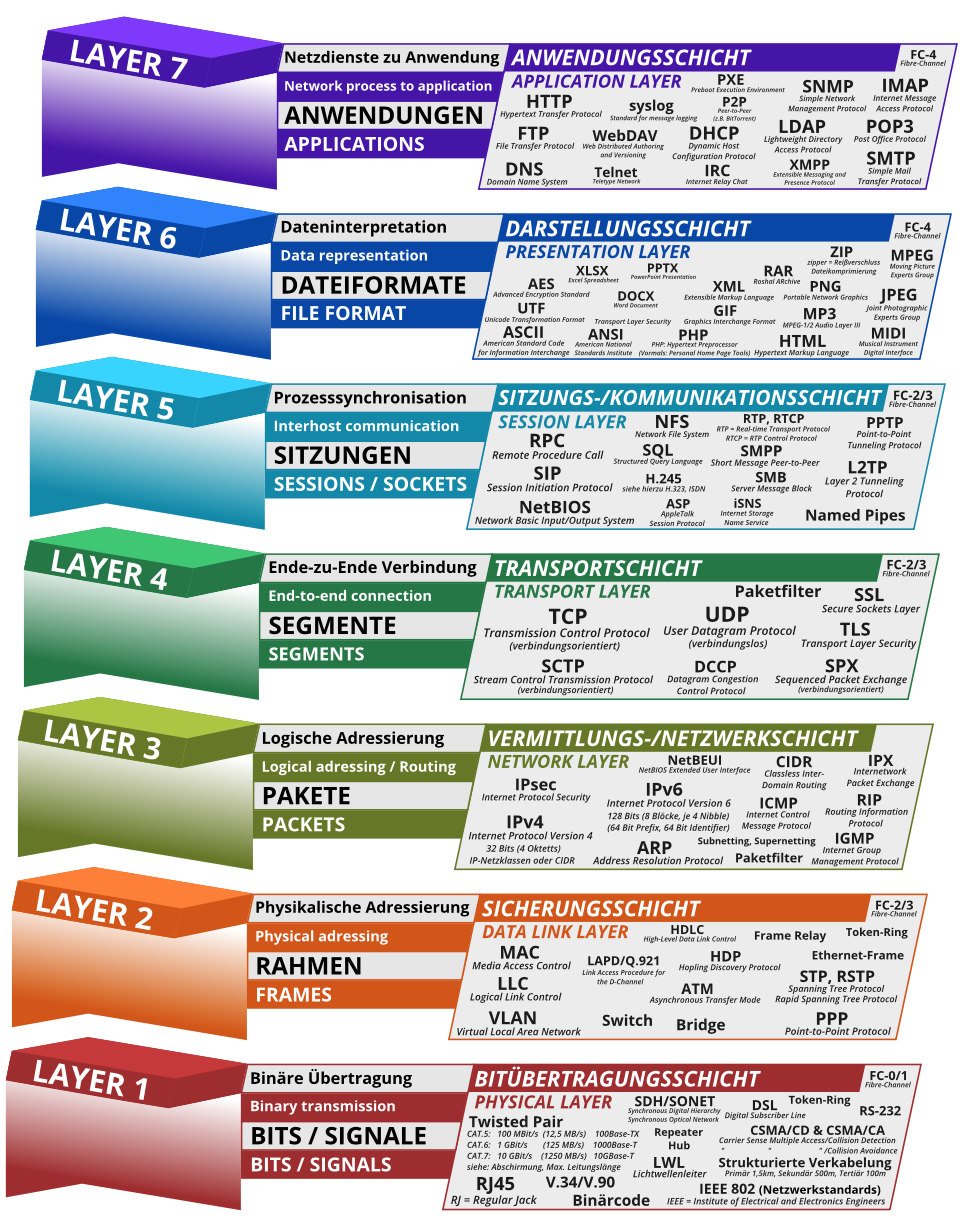 LAYER 7
Netzdienste zu Anwendung
Network process to application
ANWENDUNGEN
APPLICATIONS
ANWENDUNGSSCHICHT
FC-4
Fibre-Channel
APPLICATION LAYER
PXE
Preboot Execution Environment
SNMP
Simple Network
Management Protocol
IMAP
Internet Message
Access Protocol
HTTP
Hypertext Transfer Protocol
syslog
Standard for message logging
P2P
Peer-to-Peer
(z.B. BitTorrent)
FTP
File Transfer Protocol
WebDAV
Web Distributed Authoring
and Versioning
DHCP
Dynamic Host
Configuration Protocol
LDAP
Lightweight Directory
Access Protocol
POP3
Post Office Protocol
DNS
Domain Name System
Telnet
Teletype Network
IRC
Internet Relay Chat
XMPP
Extensible Messaging and
Presence Protocol
SMTP
Simple Mail
Transfer Protocol
LAYER 6
Dateninterpretation
Data representation
DATEIFORMATE
FILE FORMAT
DARSTELLUNGSSCHICHT
FC-4
Fibre-Channel
PRESENTATION LAYER
ZIP
zipper = Reißverschluss
Dateikomprimierung
MPEG
Moving Picture
Experts Group
XLSX
Excel Spreadsheet
PPTX
PowerPoint Presentation
RAR
Roshal ARchive
AES
Advanced Encryption Standard
DOCX
Word Document
XML
Extensible Markup Language
PNG
Portable Network Graphics
JPEG
Joint Photographic
Experts Group
UTF
Unicode Transformation Format
Transport Layer Security
GIF
Graphics Interchange Format
MP3
MPEG-1/2 Audio Layer III
ASCII
American Standard Code
for Information Interchange
ANSI
American National
Standards Institute
PHP
PHP: Hypertext Preprocessor
(Vormals: Personal Home Page Tools)
HTML
Hypertext Markup Language
MIDI
Musical Instrument
Digital Interface
LAYER 5
Prozesssynchronisation
Interhost communication
SITZUNGEN
SESSIONS / SOCKETS
SITZUNGS-/KOMMUNIKATIONSSCHICHT
FC-2/3
Fibre-Channel
SESSION LAYER
NFS
Network File System
RTP, RTCP
RTP = Real-time Transport Protocol
RTCP = RTP Control Protocol
PPTP
Point-to-Point
Tunneling Protocol
RPC
Remote Procedure Call
SQL
Structured Query Language
SMPP
Short Message Peer-to-Peer
SIP
Session Initiation Protocol
H.245
siehe hierzu H.323, ISDN
SMB
Server Message Block
L2TP
Layer 2 Tunneling
Protocol
NetBIOS
Network Basic Input/Output System
ASP
AppleTalk
Session Protocol
iSNS
Internet Storage
Name Service
Named Pipes
LAYER 4
Ende-zu-Ende Verbindung
End-to-end connection
SEGMENTE
SEGMENTS
TRANSPORTSCHICHT
FC-2/3
Fibre-Channel
TRANSPORT LAYER
Paketfilter
SSL
Secure Sockets Layer
TCP
Transmission Control Protocol
(verbindungsorientiert)
UDP
User Datagram Protocol
(verbindungslos)
TLS
Transport Layer Security
SCTP
Stream Control Transmission Protocol
(verbindungsorientiert)
DCCP
Datagram Congestion
Control Protocol
SPX
Sequenced Packet Exchange
(verbindungsorientiert)
LAYER 3
Logische Adressierung
Logical adressing / Routing
PAKETE
PACKETS
VERMITTLUNGS-/NETZWERKSCHICHT
NETWORK LAYER
NetBEUI
NetBIOS Extended User Interface
CIDR
Classless Inter-
Domain Routing
IPX
Internetwork
Packet Exchange
IPsec
Internet Protocol Security
IPv6
Internet Protocol Version 6
128 Bits (8 Blöcke, je 4 Nibble)
(64 Bit Prefix, 64 Bit Identifier)
ICMP
Internet Control
Message Protocol
RIP
Routing Information
Protocol
IPv4
Internet Protocol Version 4
32 Bits (4 Oktetts)
IP-Netzklassen oder CIDR
ARP
Address Resolution Protocol
Subnetting, Supernetting
Paketfilter
IGMP
Internet Group
Management Protocol
LAYER 2
Physikalische Adressierung
Physical adressing
RAHMEN
FRAMES
SICHERUNGSSCHICHT
FC-2/3
Fibre-Channel
DATA LINK LAYER
HDLC
High-Level Data Link Control
Frame Relay
Token-Ring
MAC
Media Access Control
LAPD/Q.921
Link Access Procedure for
the D-Channel
HDP
Hopling Discovery Protocol
Ethernet-Frame
LLC
Logical Link Control
ATM
Asynchronous Transfer Mode
STP, RSTP
Spanning Tree Protocol
Rapid Spanning Tree Protocol
VLAN
Virtual Local Area Network
Switch
Bridge
PPP
Point-to-Point Protocol
LAYER 1
Binäre Übertragung
Binary transmission
BITS / SIGNALE
BITS / SIGNALS
BITÜBERTRAGUNGSSCHICHT
FC-0/1
Fibre-Channel
PHYSICAL LAYER
SDH/SONET
Synchronous Digital Hierarchy
Synchronous Optical Network
DSL
Digital Subscriber Line
Token-Ring
RS-232
Twisted Pair
CAT.5: 100 MBit/s (12,5 MB/s) 100Base-TX
CAT.6: 1 GBit/s (125 MB/s) 1000Base-T
CAT.7: 10 GBit/s (1250 MB/s) 10GBase-T
siehe: Abschirmung, Max. Leitungslänge
Repeater
Hub
CSMA/CD & CSMA/CA
Carrier Sense Multiple Access/Collision Detection
" " " /Collision Avoidance
LWL
Lichtwellenleiter
Strukturierte Verkabelung
Primär 1,5km, Sekundär 500m, Tertiär 100m
RJ45
RJ = Regular Jack
V.34/V.90
Binärcode
IEEE 802 (Netzwerkstandards)
IEEE = Institute of Electrical and Electronics Engineers